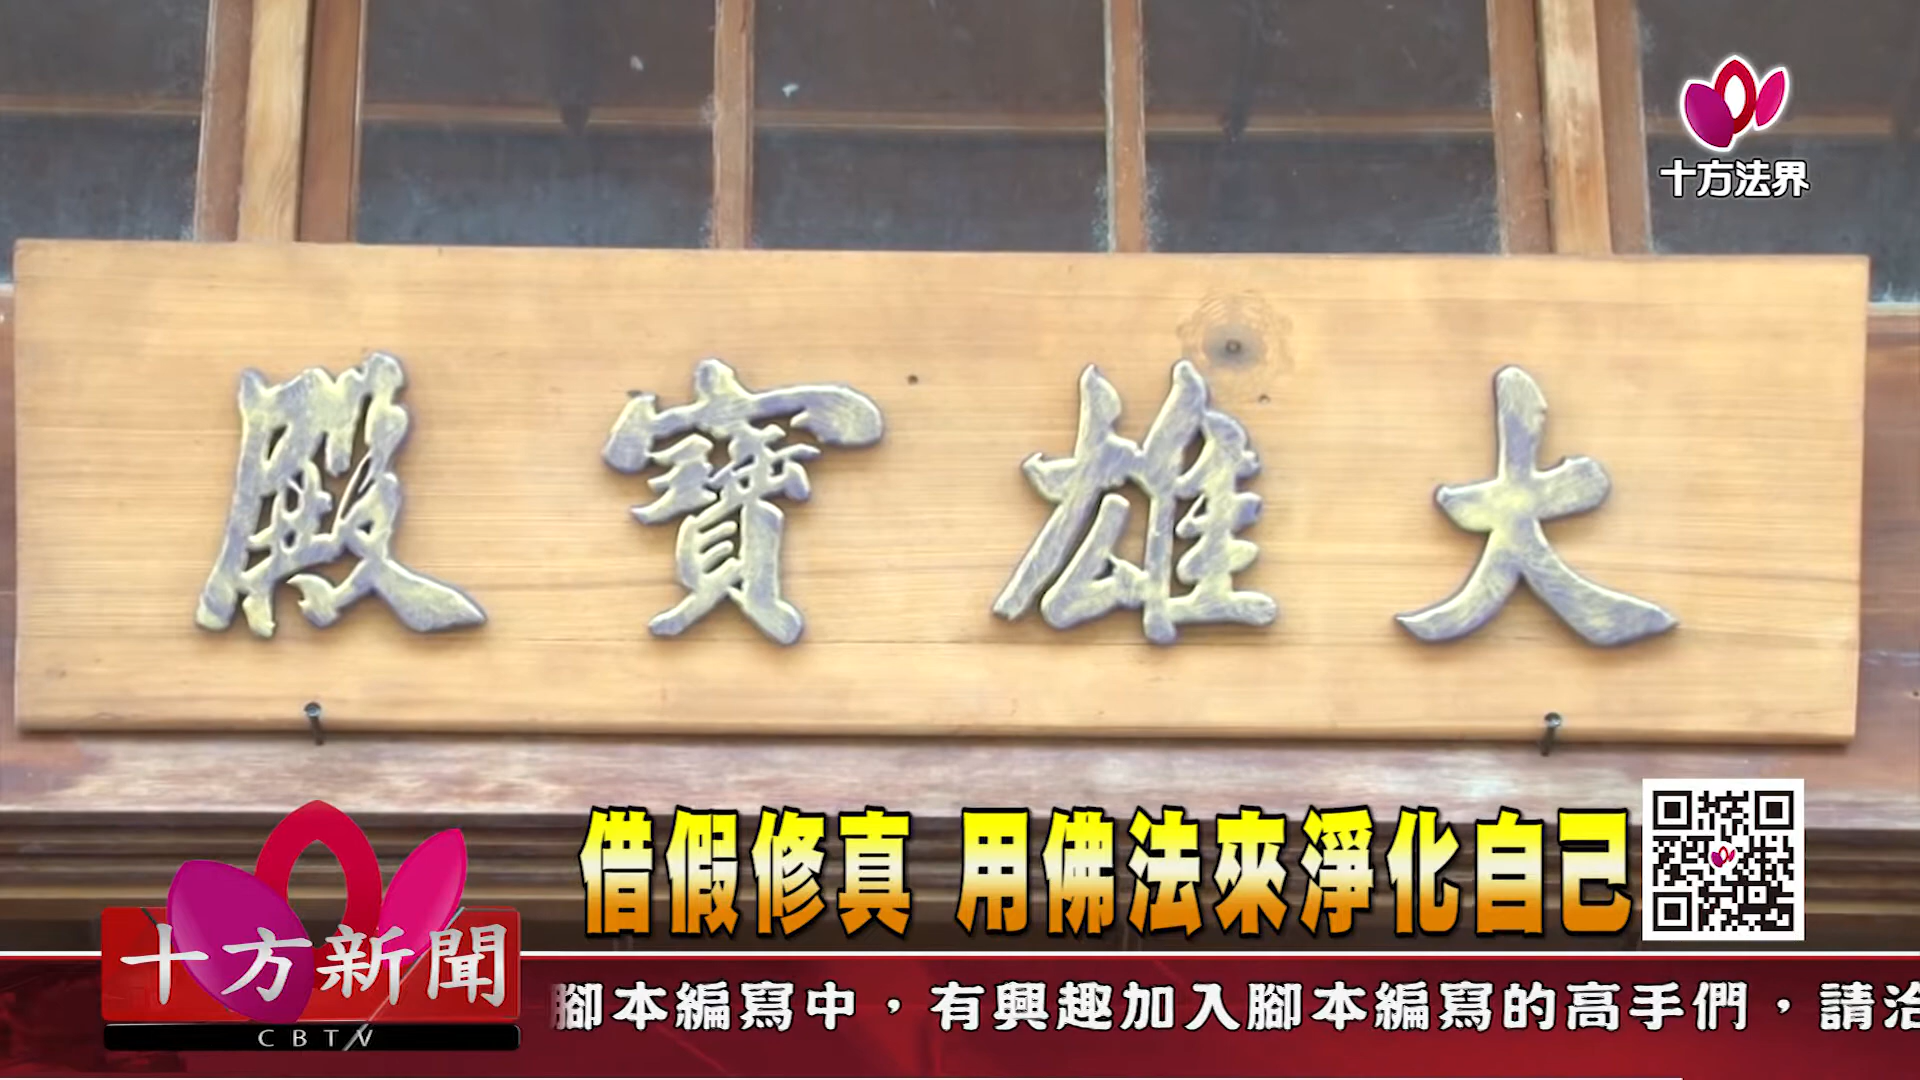 十方法界
大雄寶殿
借假修真 用佛法來淨化自己
十方新聞
CBTV
腳本編寫中，有興趣加入腳本編寫的高手們，請洽